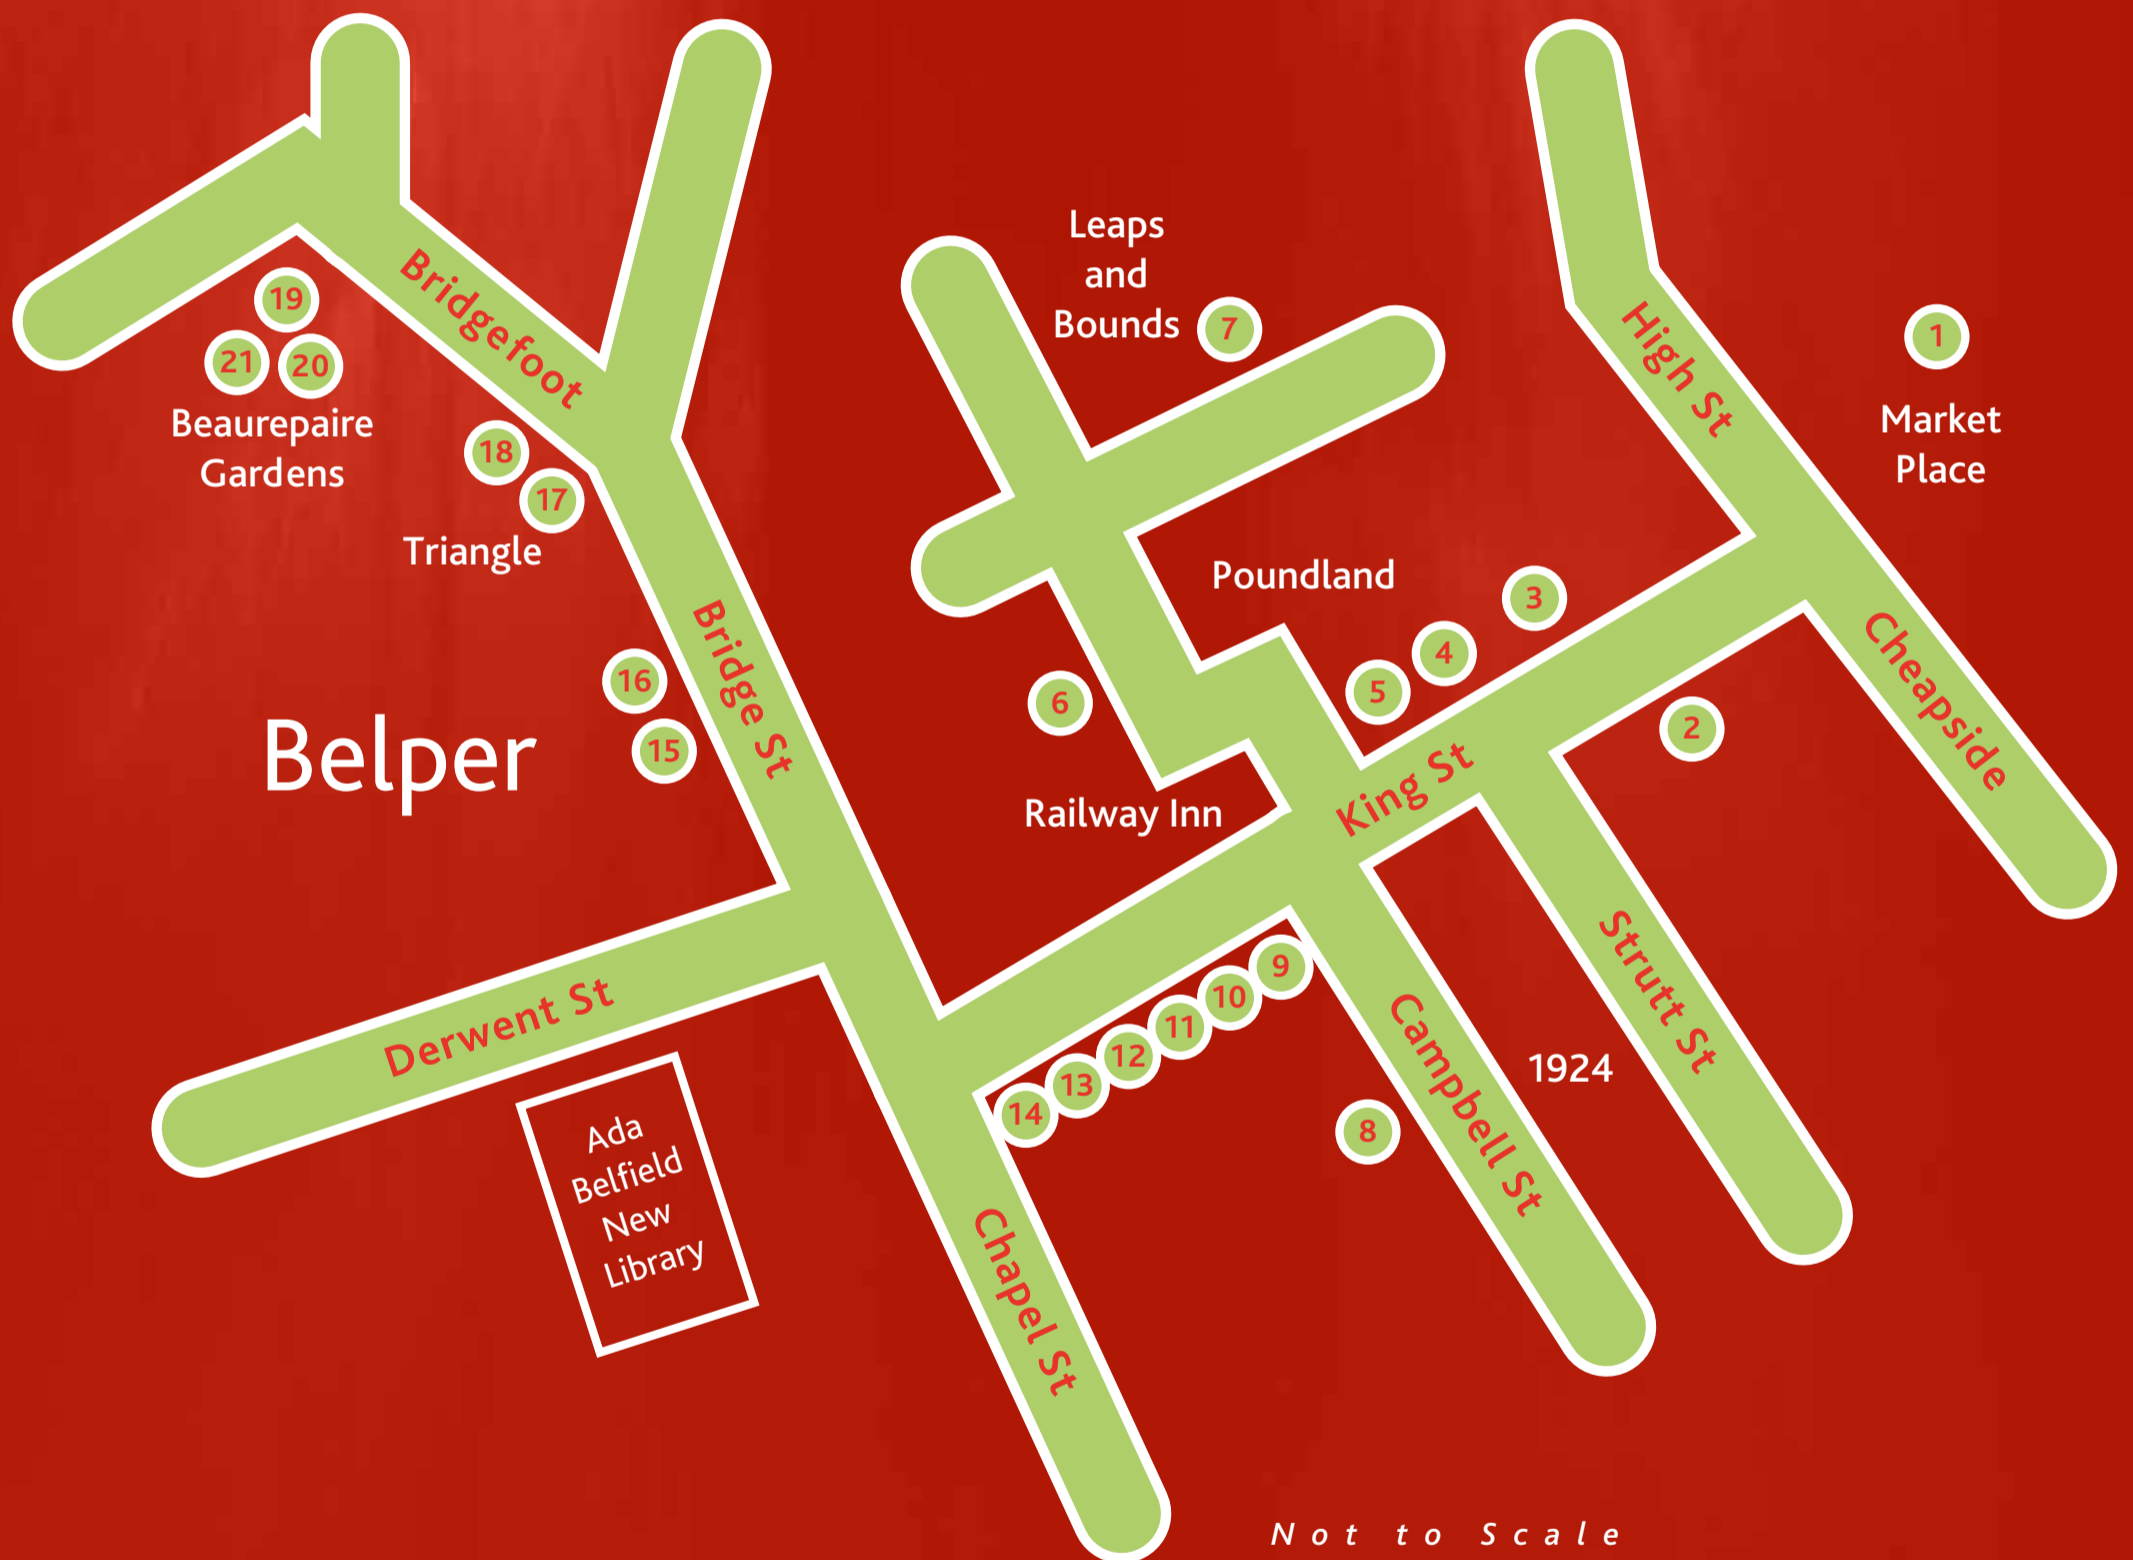 Leaps
and
Bounds
7
1
Market
Place
High St
Bridgefoot
19
21
20
Beaurepaire
Gardens
18
17
Triangle
Poundland
3
4
5
2
Cheapside
Bridge St
16
15
Belper
6
Railway Inn
King St
Strutt St
Derwent St
9
10
11
12
13
14
Campbell St
1924
8
Ada
Belfield
New
Library
Chapel St
Not to Scale